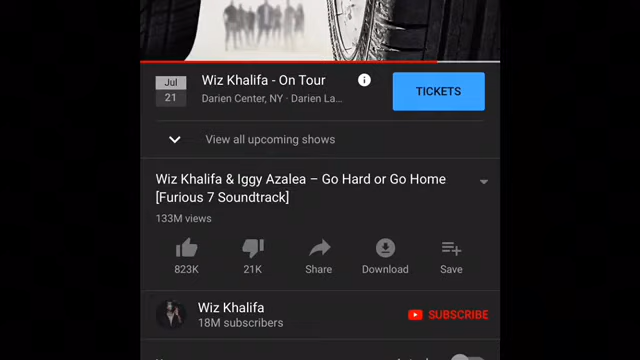 Jul
21
Wiz Khalifa - On Tour
Darien Center, NY · Darien La...
TICKETS
View all upcoming shows
Wiz Khalifa & Iggy Azalea – Go Hard or Go Home
[Furious 7 Soundtrack]
133M views
823K
21K
Share
Download
Save
Wiz Khalifa
18M subscribers
SUBSCRIBE